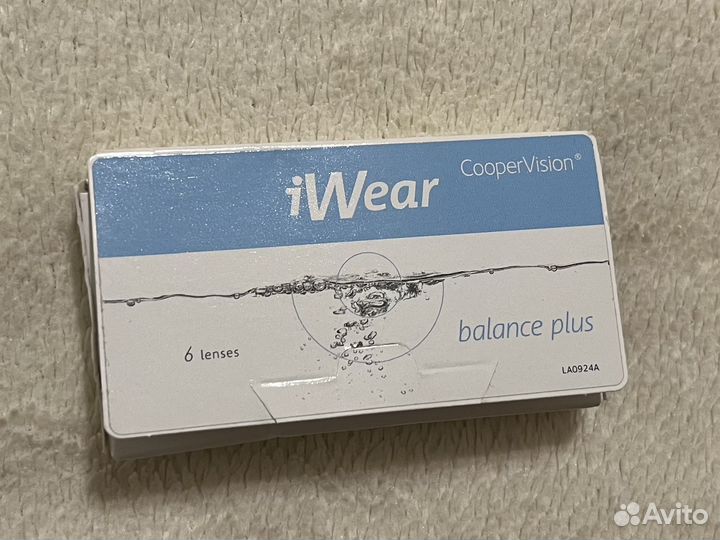 CooperVision®
iWear
balance plus
6 lenses
LA0924A
Avito